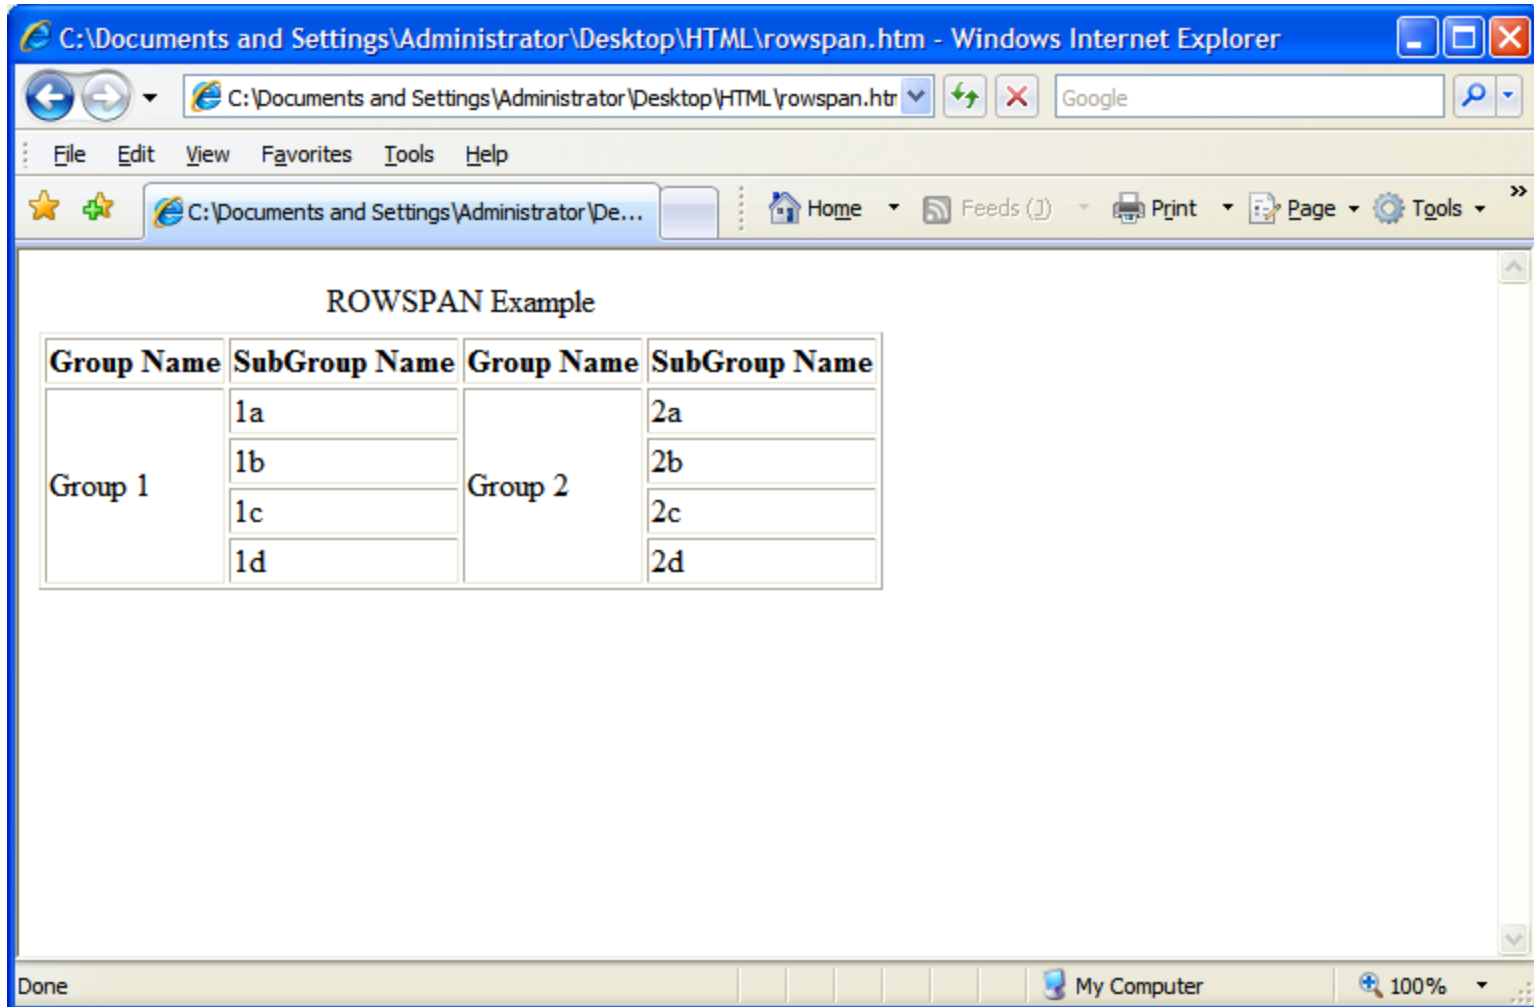 C:\Documents and Settings\Administrator\Desktop\HTML\rowspan.htm - Windows Internet Explorer
C:\Documents and Settings\Administrator\Desktop\HTML\rowspan.htr Google
File Edit View Favorites Tools Help
C:\Documents and Settings\Administrator\De... Home Feeds (J) Print Page Tools »
ROWSPAN Example
Group Name SubGroup Name Group Name SubGroup Name
Group 1 1a Group 2 2a
1b 2b
1c 2c
1d 2d
Done My Computer 100%